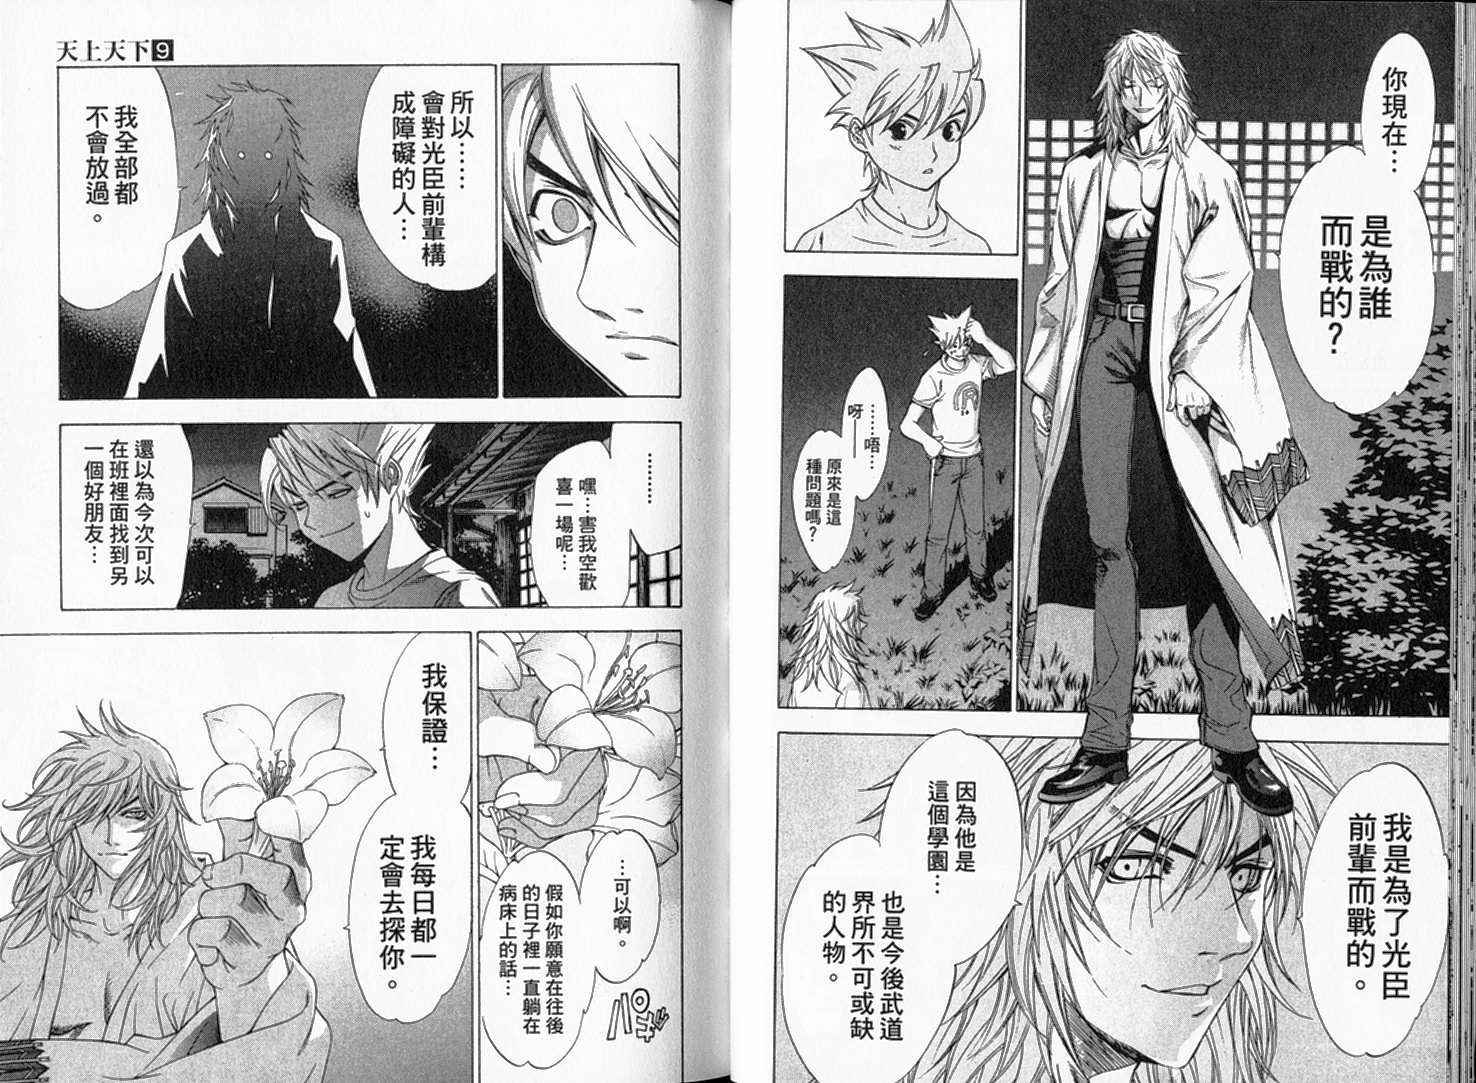 你現在…
是為誰
而戰的？
……唔…
呀——
原來是這
種問題嗎？
我是為了光臣
前輩而戰的。
因為他是
這個學園…
也是今後武道
界所不可或缺
的人物。
天上天下9
所以……
會對光臣前輩構
成障礙的人…
我全部都
不會放過。
………
嘿…害我空歡
喜一場呢…
還以為今次可以
在班裡面找到另
一個好朋友…
…可以啊。
假如你願意在往後
的日子裡一直躺在
病床上的話…
パキッ
我保證…
我每日都一
定會去探你。